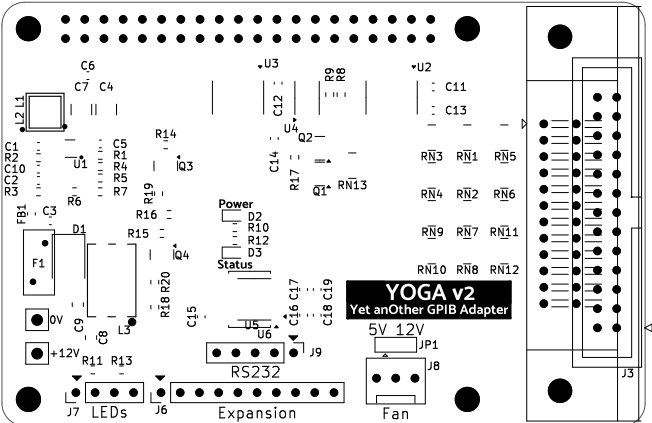 C6
C7 C4
L2 L1
U3
C12
R9
R8
U2
C11
C13
U4
Q2
C1
R2
C10
C2
R3
U1
C5
R1
R4
R5
R7
R6
R14
Q3
C14
R17
Q1
RN13
RN3 RN1 RN5
RN4 RN2 RN6
RN9 RN7 RN11
RN10 RN8 RN12
R19
R16
R15
FB1
C3
D1
F1
Power
D2
R10
R12
D3
Status
Q4
R20
R18
C15
C17
C19
C16
C18
U5
U6
YOGA v2
Yet anOther GPIB Adapter
0V
+12V
C9
C8
L3
R11 R13
5V 12V
JP1
J9
RS232
J8
J3
J7
LEDs
J6
Expansion
Fan